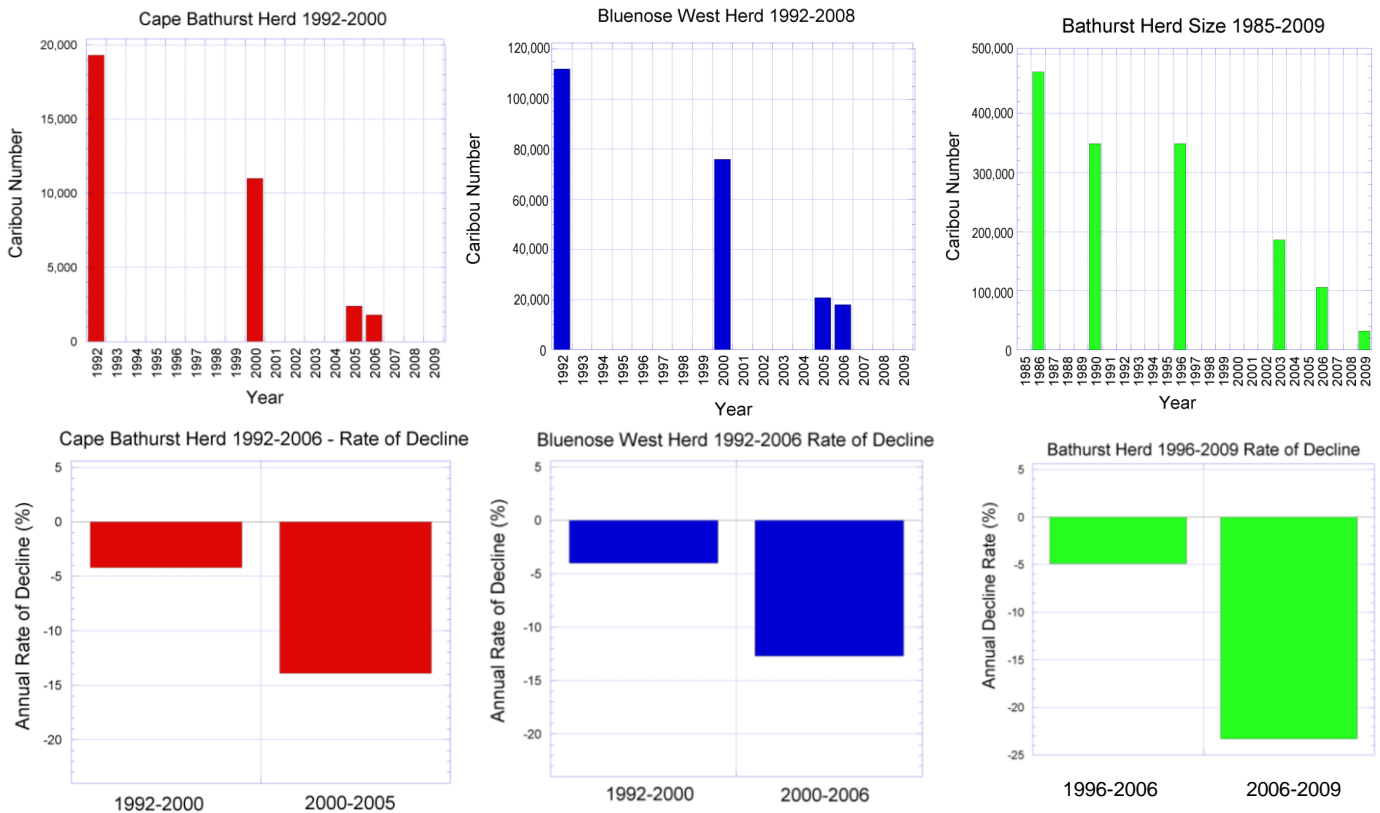 Cape Bathurst Herd 1992-2000
Caribou Number
20,000
15,000
10,000
5,000
0
1992 1993 1994 1995 1996 1997 1998 1999 2000 2001 2002 2003 2004 2005 2006 2007 2008 2009
Year
Bluenose West Herd 1992-2008
Caribou Number
120,000
100,000
80,000
60,000
40,000
20,000
0
1992 1993 1994 1995 1996 1997 1998 1999 2000 2001 2002 2003 2004 2005 2006 2007 2008 2009
Year
Bathurst Herd Size 1985-2009
Caribou Number
500,000
400,000
300,000
200,000
100,000
0
1985 1986 1987 1988 1989 1990 1991 1992 1993 1994 1995 1996 1997 1998 1999 2000 2001 2002 2003 2004 2005 2006 2007 2008 2009
Year
Cape Bathurst Herd 1992-2006 - Rate of Decline
Annual Rate of Decline (%)
5
0
-5
-10
-15
-20
1992-2000 2000-2005
Bluenose West Herd 1992-2006 Rate of Decline
Annual Rate of Decline (%)
5
0
-5
-10
-15
-20
1992-2000 2000-2006
Bathurst Herd 1996-2009 Rate of Decline
Annual Decline Rate (%)
5
0
-5
-10
-15
-20
-25
1996-2006 2006-2009